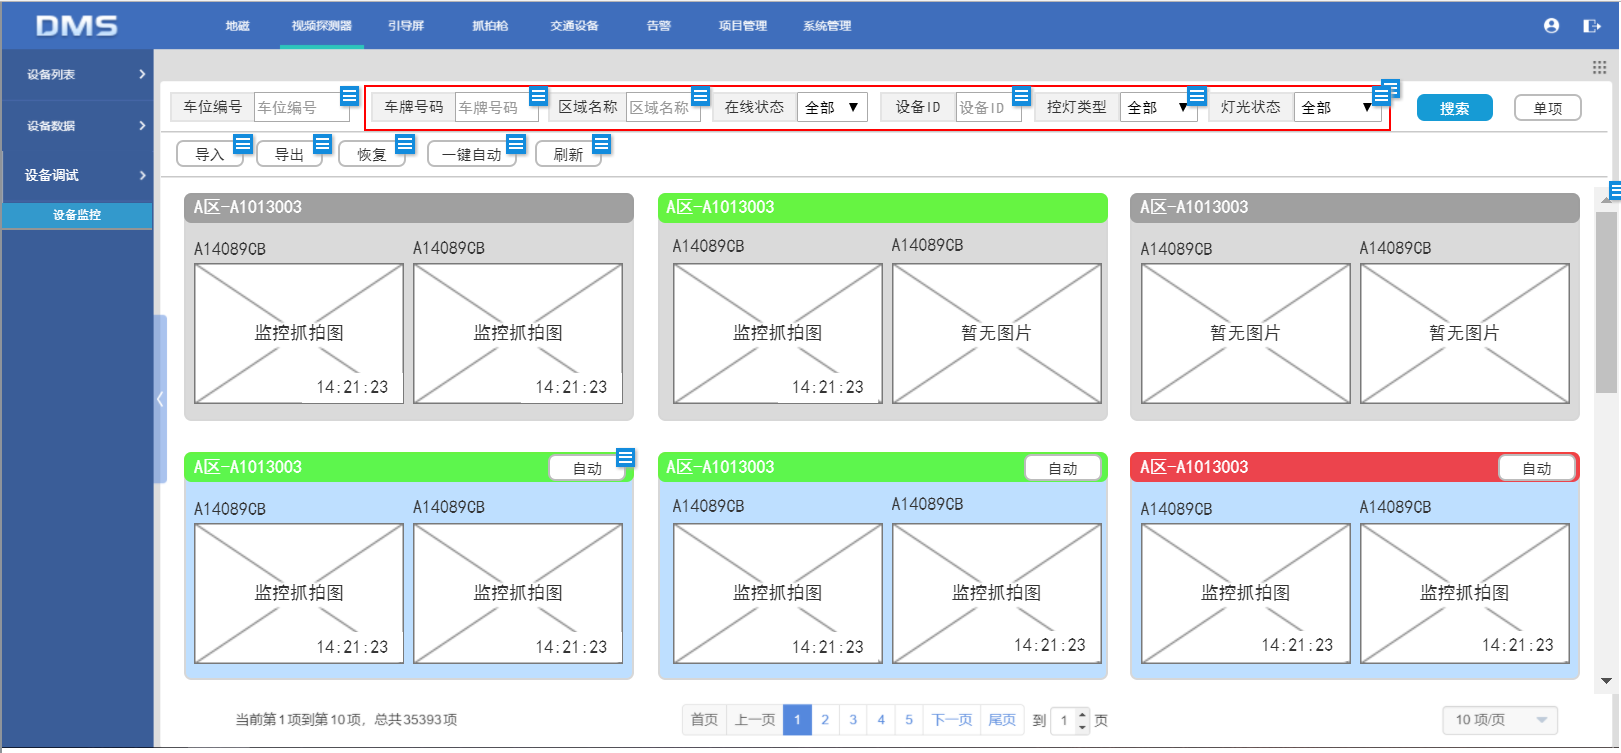 DMS 地磁 视频探测器 引导屏 抓拍枪 交通设备 告警 项目管理 系统管理
设备列表
设备数据
设备调试
设备监控
车位编号 车位编号 车牌号码 车牌号码 区域名称 区域名称 在线状态 全部 ▼ 设备ID 设备ID 控灯类型 全部 ▼ 灯光状态 全部 ▼ 搜索 单项
导入 导出 恢复 一键自动 刷新
A区-A1013003 A区-A1013003 A区-A1013003
A14089CB A14089CB A14089CB A14089CB A14089CB A14089CB
监控抓拍图 监控抓拍图 监控抓拍图 暂无图片 暂无图片 暂无图片
14:21:23 14:21:23 14:21:23
A区-A1013003 自动 A区-A1013003 自动 A区-A1013003 自动
A14089CB A14089CB A14089CB A14089CB A14089CB A14089CB
监控抓拍图 监控抓拍图 监控抓拍图 监控抓拍图 监控抓拍图 监控抓拍图
14:21:23 14:21:23 14:21:23 14:21:23 14:21:23 14:21:23
当前第1项到第10项，总共35393项 首页 上一页 1 2 3 4 5 下一页 尾页 到 1 页 10 项/页